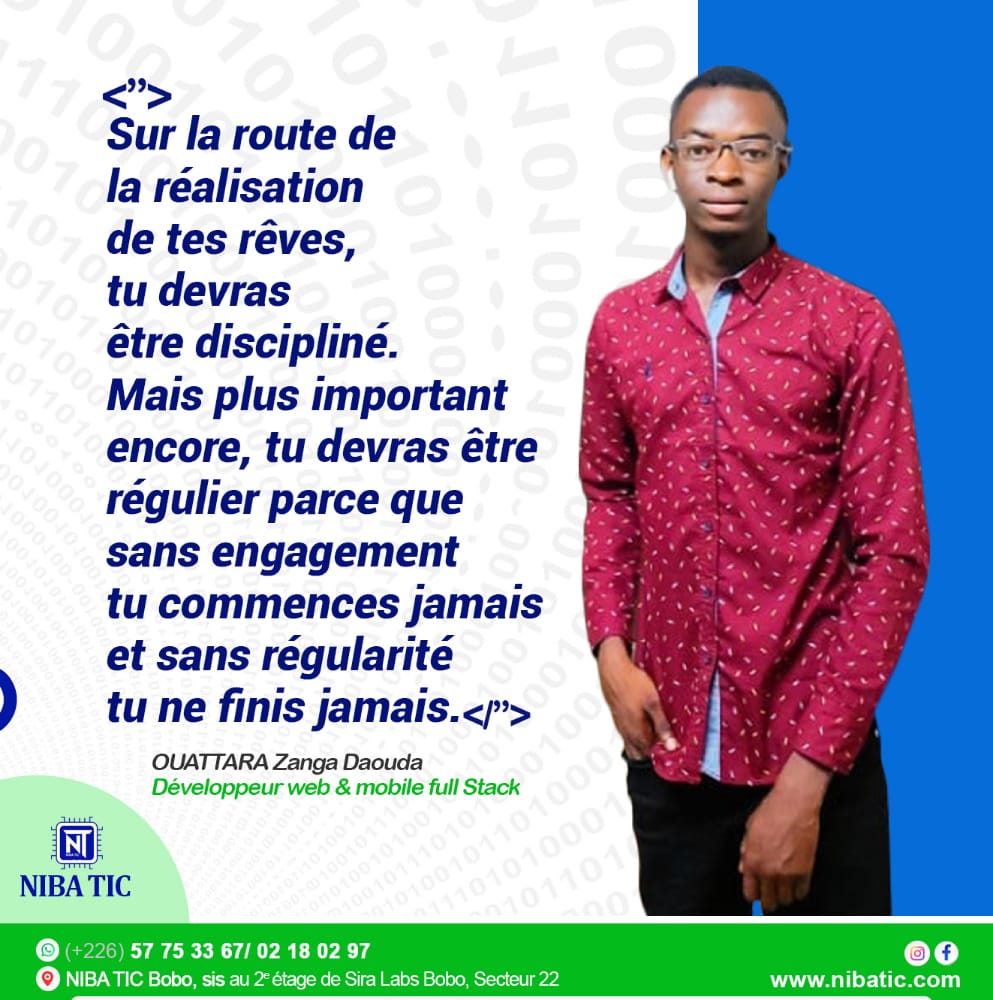 <”>
Sur la route de
la réalisation
de tes rêves,
tu devras
être discipliné.
Mais plus important
encore, tu devras être
régulier parce que
sans engagement
tu commences jamais
et sans régularité
tu ne finis jamais.</”>
OUATTARA Zanga Daouda
Développeur web & mobile full Stack
NT
NIBA TIC
(+226) 57 75 33 67/ 02 18 02 97
NIBA TIC Bobo, sis au 2e étage de Sira Labs Bobo, Secteur 22
www.nibatic.com